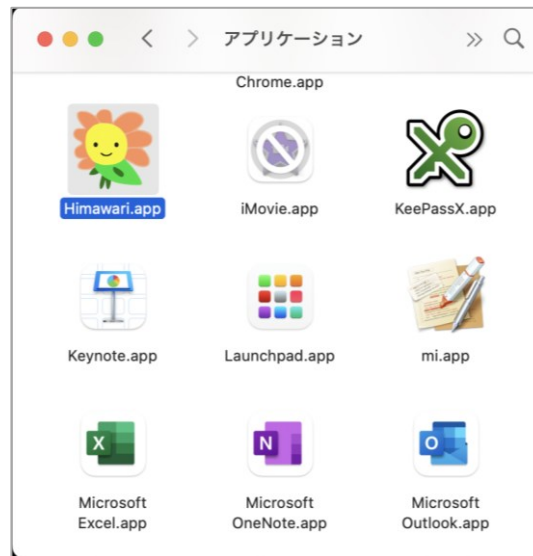 アプリケーション
Chrome.app
Himawari.app
iMovie.app
KeePassX.app
Keynote.app
Launchpad.app
mi.app
X
N
O
Microsoft
Excel.app
Microsoft
OneNote.app
Microsoft
Outlook.app